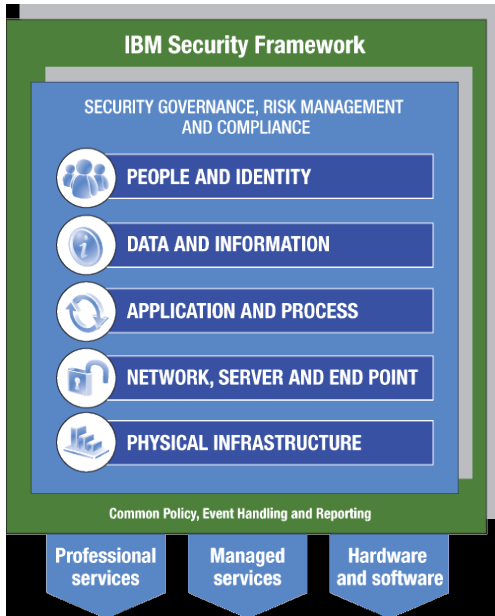 IBM Security Framework
SECURITY GOVERNANCE, RISK MANAGEMENT
AND COMPLIANCE
PEOPLE AND IDENTITY
DATA AND INFORMATION
APPLICATION AND PROCESS
NETWORK, SERVER AND END POINT
PHYSICAL INFRASTRUCTURE
Common Policy, Event Handling and Reporting
Professional
services
Managed
services
Hardware
and software